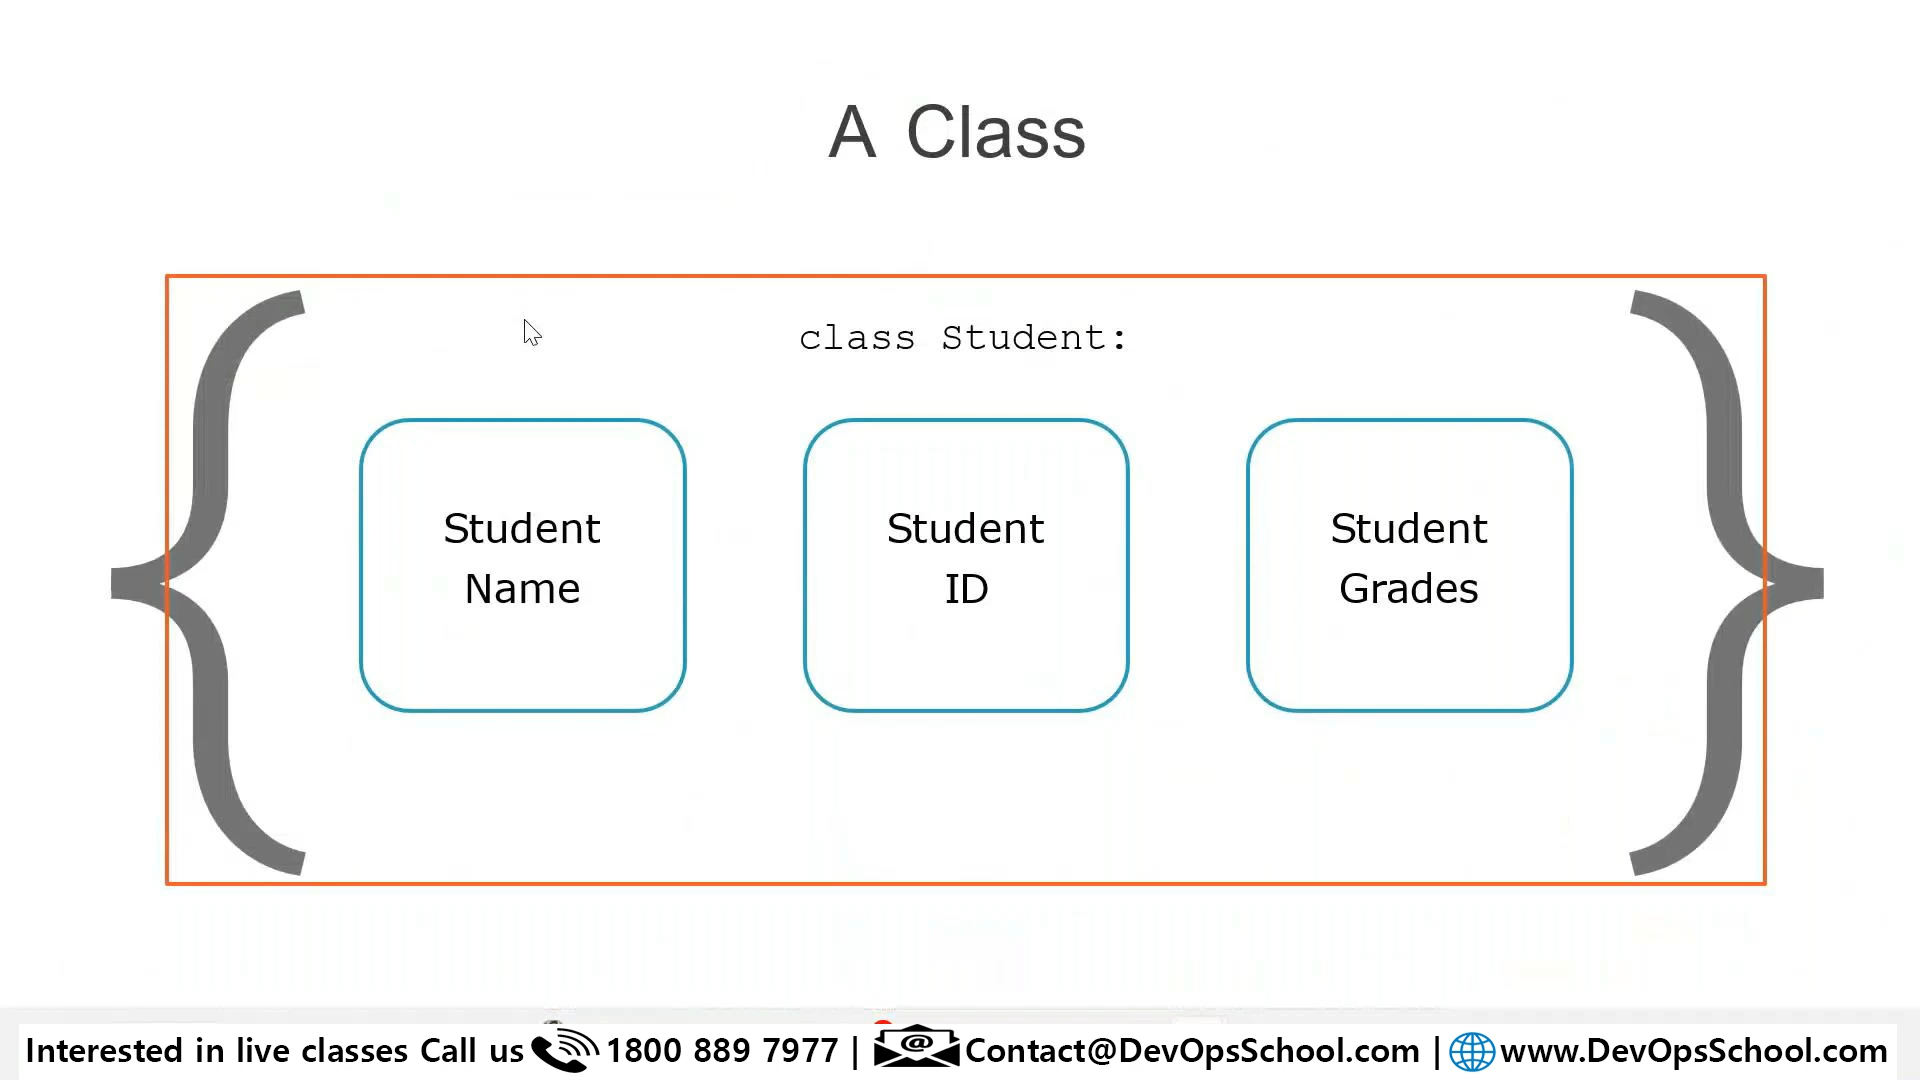 A Class
class Student:
Student
Name
Student
ID
Student
Grades
Interested in live classes Call us 1800 889 7977 | @ Contact@DevOpsSchool.com | www.DevOpsSchool.com